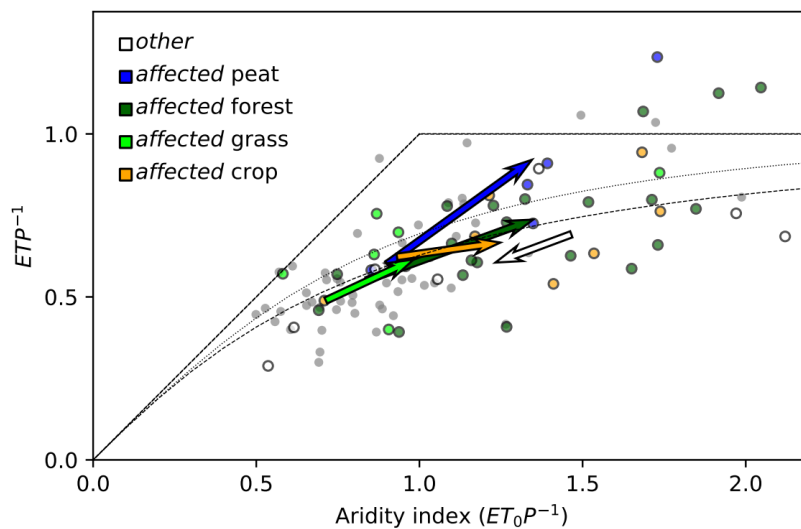 other
affected peat
affected forest
affected grass
affected crop
1.0
0.5
0.0
ETP⁻¹
0.0 0.5 1.0 1.5 2.0
Aridity index (ET₀P⁻¹)